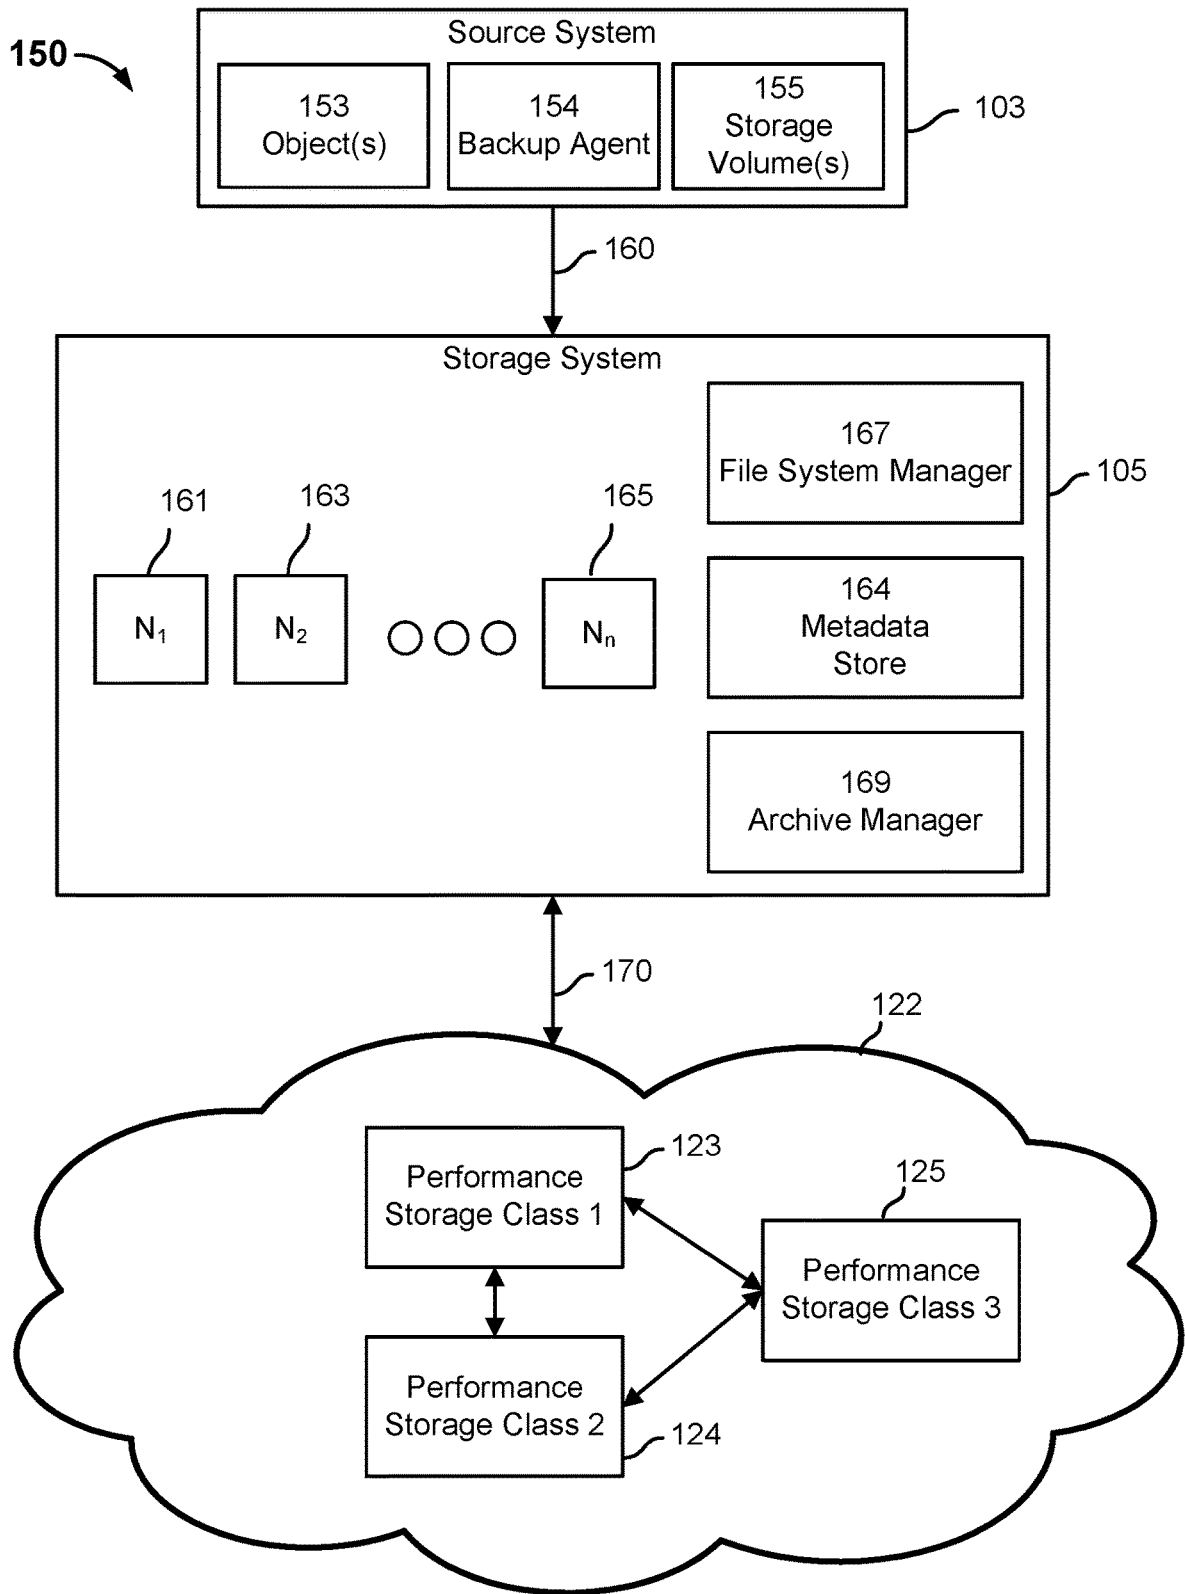 150
Source System
153
Object(s)
154
Backup Agent
155
Storage
Volume(s)
103
160
Storage System
167
File System Manager
105
161
163
165
N1
N2
Nn
164
Metadata
Store
169
Archive Manager
170
122
Performance
Storage Class 1
123
125
Performance
Storage Class 3
Performance
Storage Class 2
124